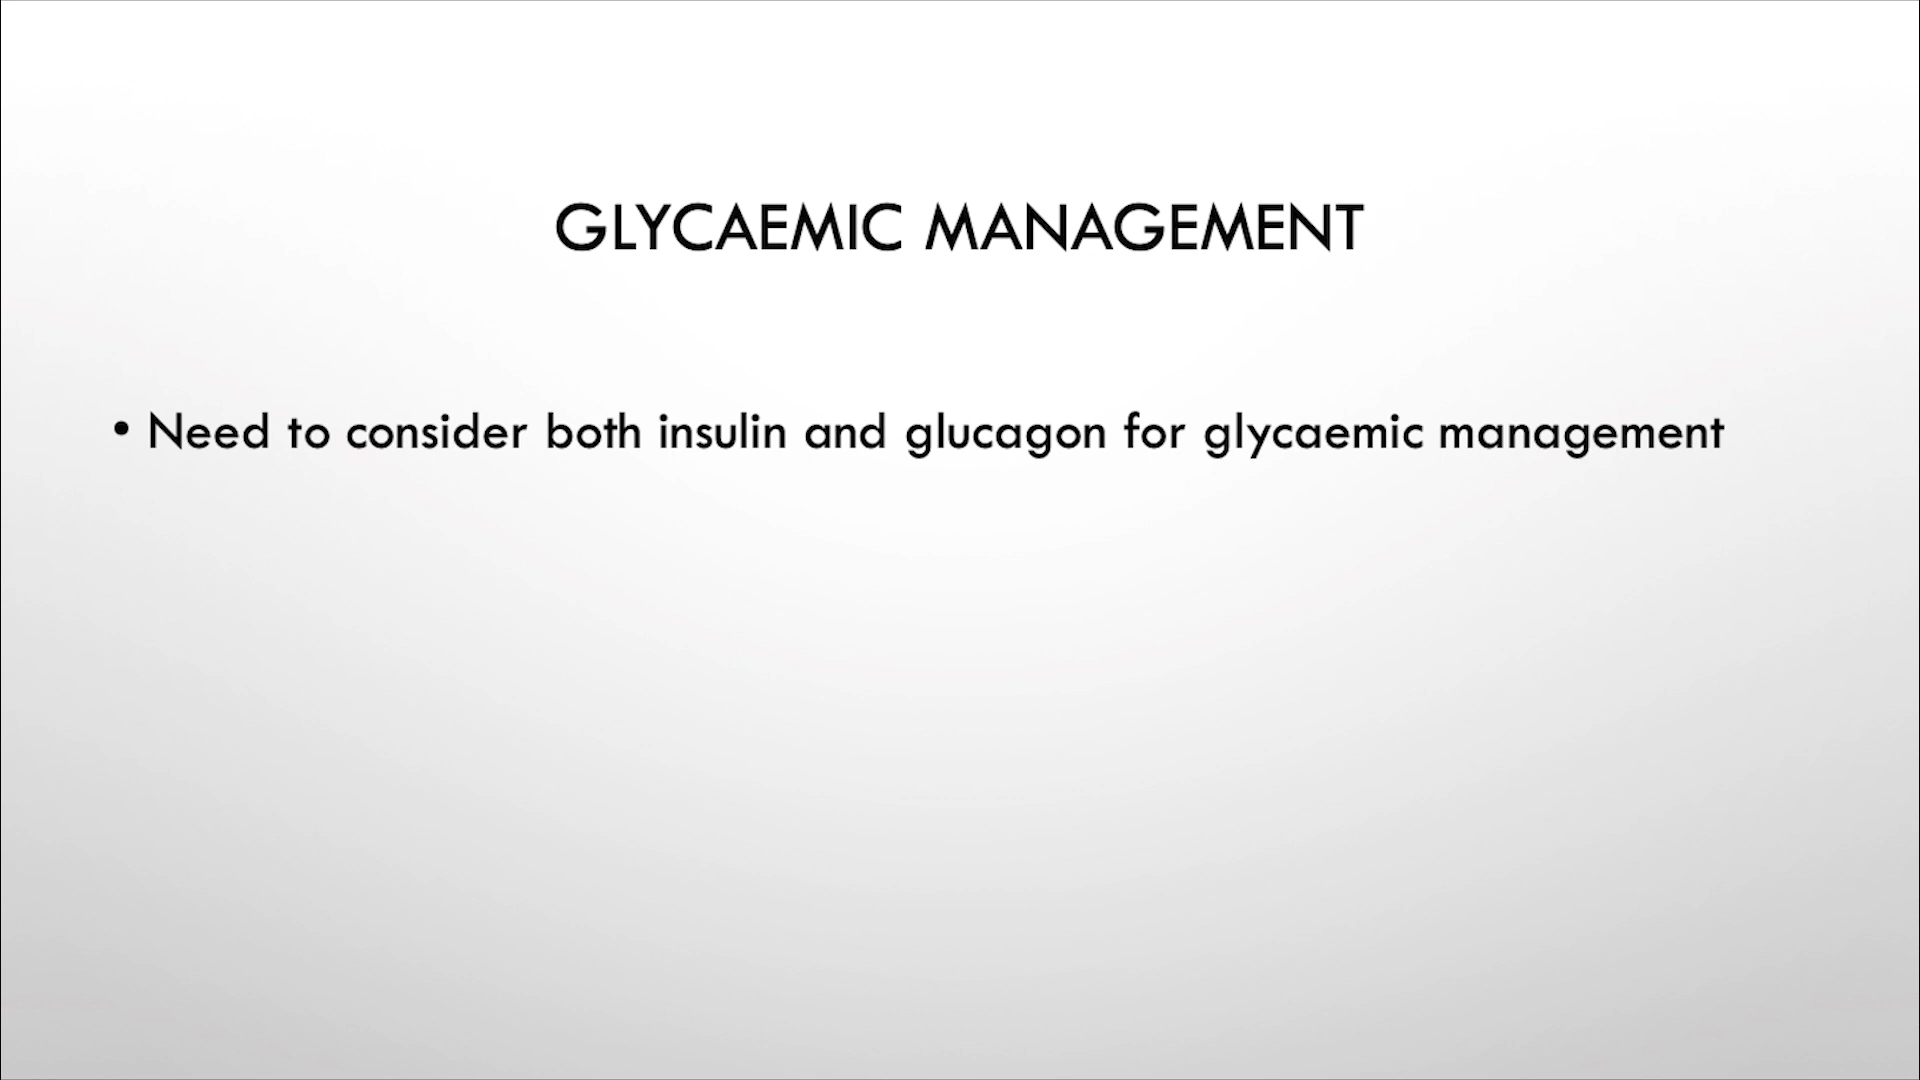 GLYCAEMIC MANAGEMENT
• Need to consider both insulin and glucagon for glycaemic management